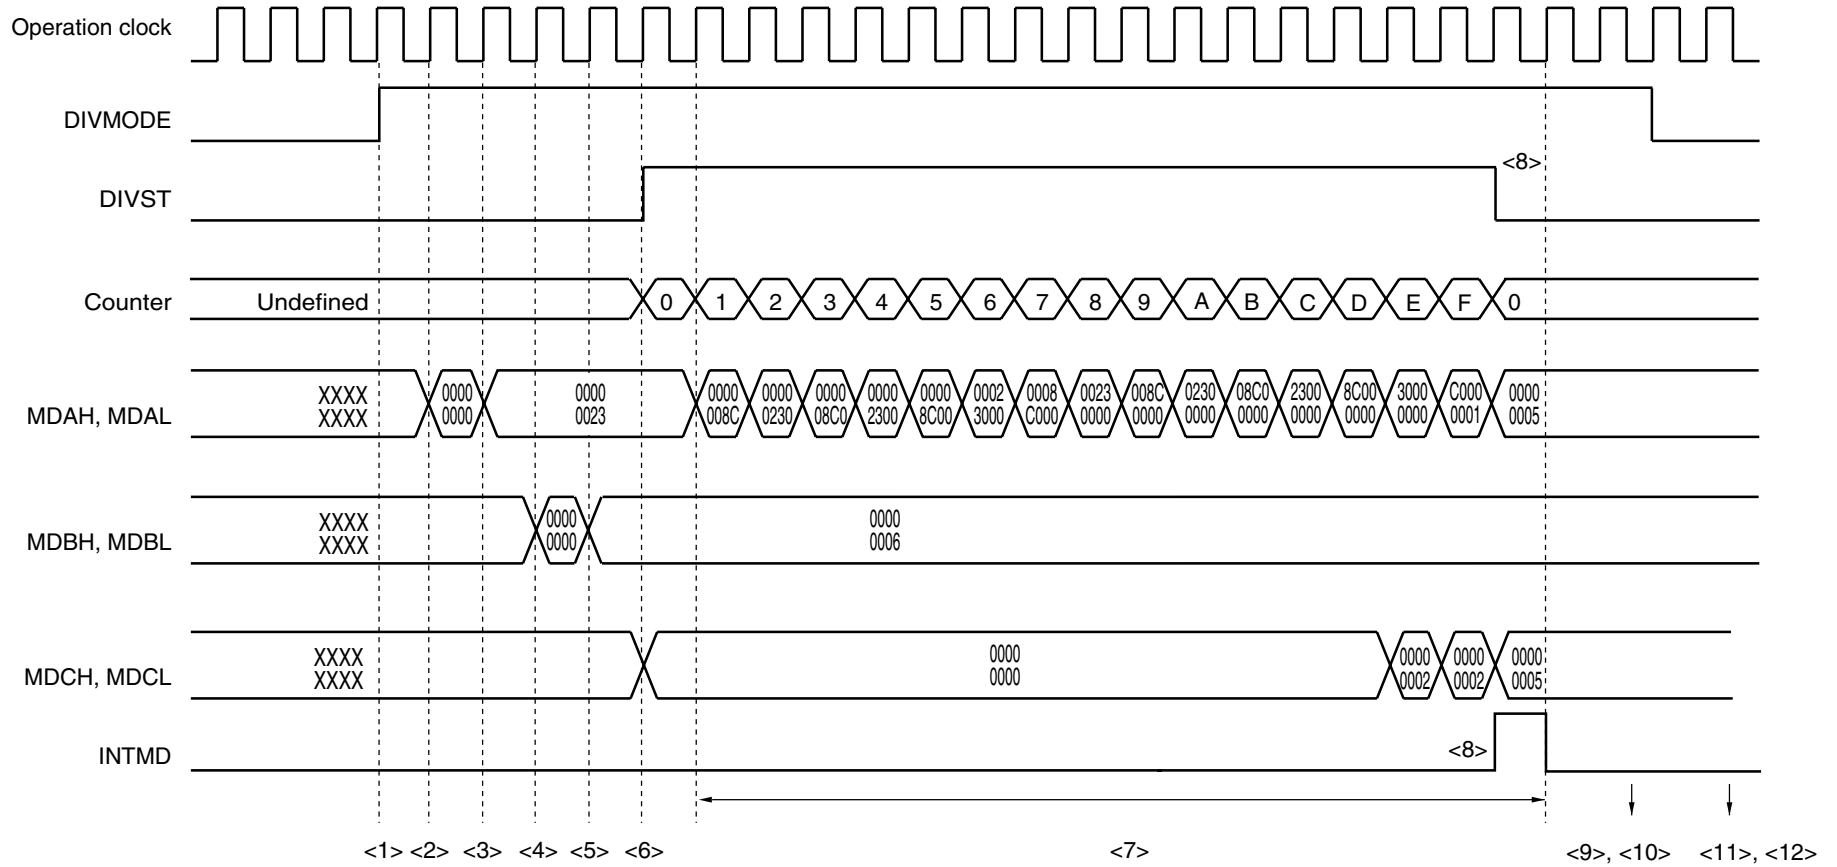 Operation clock
DIVMODE
<8>
DIVST
Counter Undefined 0 1 2 3 4 5 6 7 8 9 A B C D E F 0
XXXX 0000 0000 0000 0000 0000 0000 0000 0002 0008 0023 008C 0230 08C0 2300 8C00 3000 C000 0000
MDAH, MDAL XXXX 0000 0023 008C 0230 08C0 2300 8C00 3000 C000 0000 0000 0000 0000 0000 0000 0000 0001 0005
XXXX 0000 0000
MDBH, MDBL XXXX 0000 0006
XXXX 0000 0000 0000 0000
MDCH, MDCL XXXX 0000 0002 0002 0005
INTMD <8>
<1> <2> <3> <4> <5> <6> <7> <9>, <10> <11>, <12>